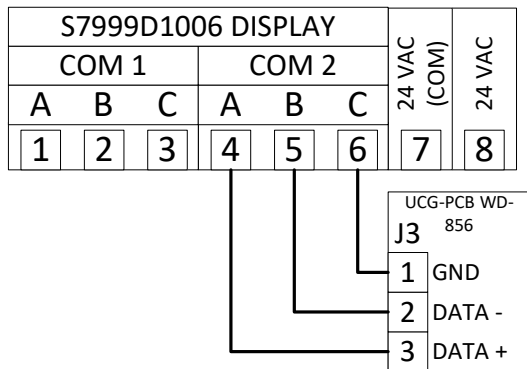 S7999D1006 DISPLAY
COM 1 COM 2
24 VAC
(COM)
24 VAC
A B C A B C
1 2 3 4 5 6 7 8
UCG-PCB WD-
856
J3
1 GND
2 DATA -
3 DATA +